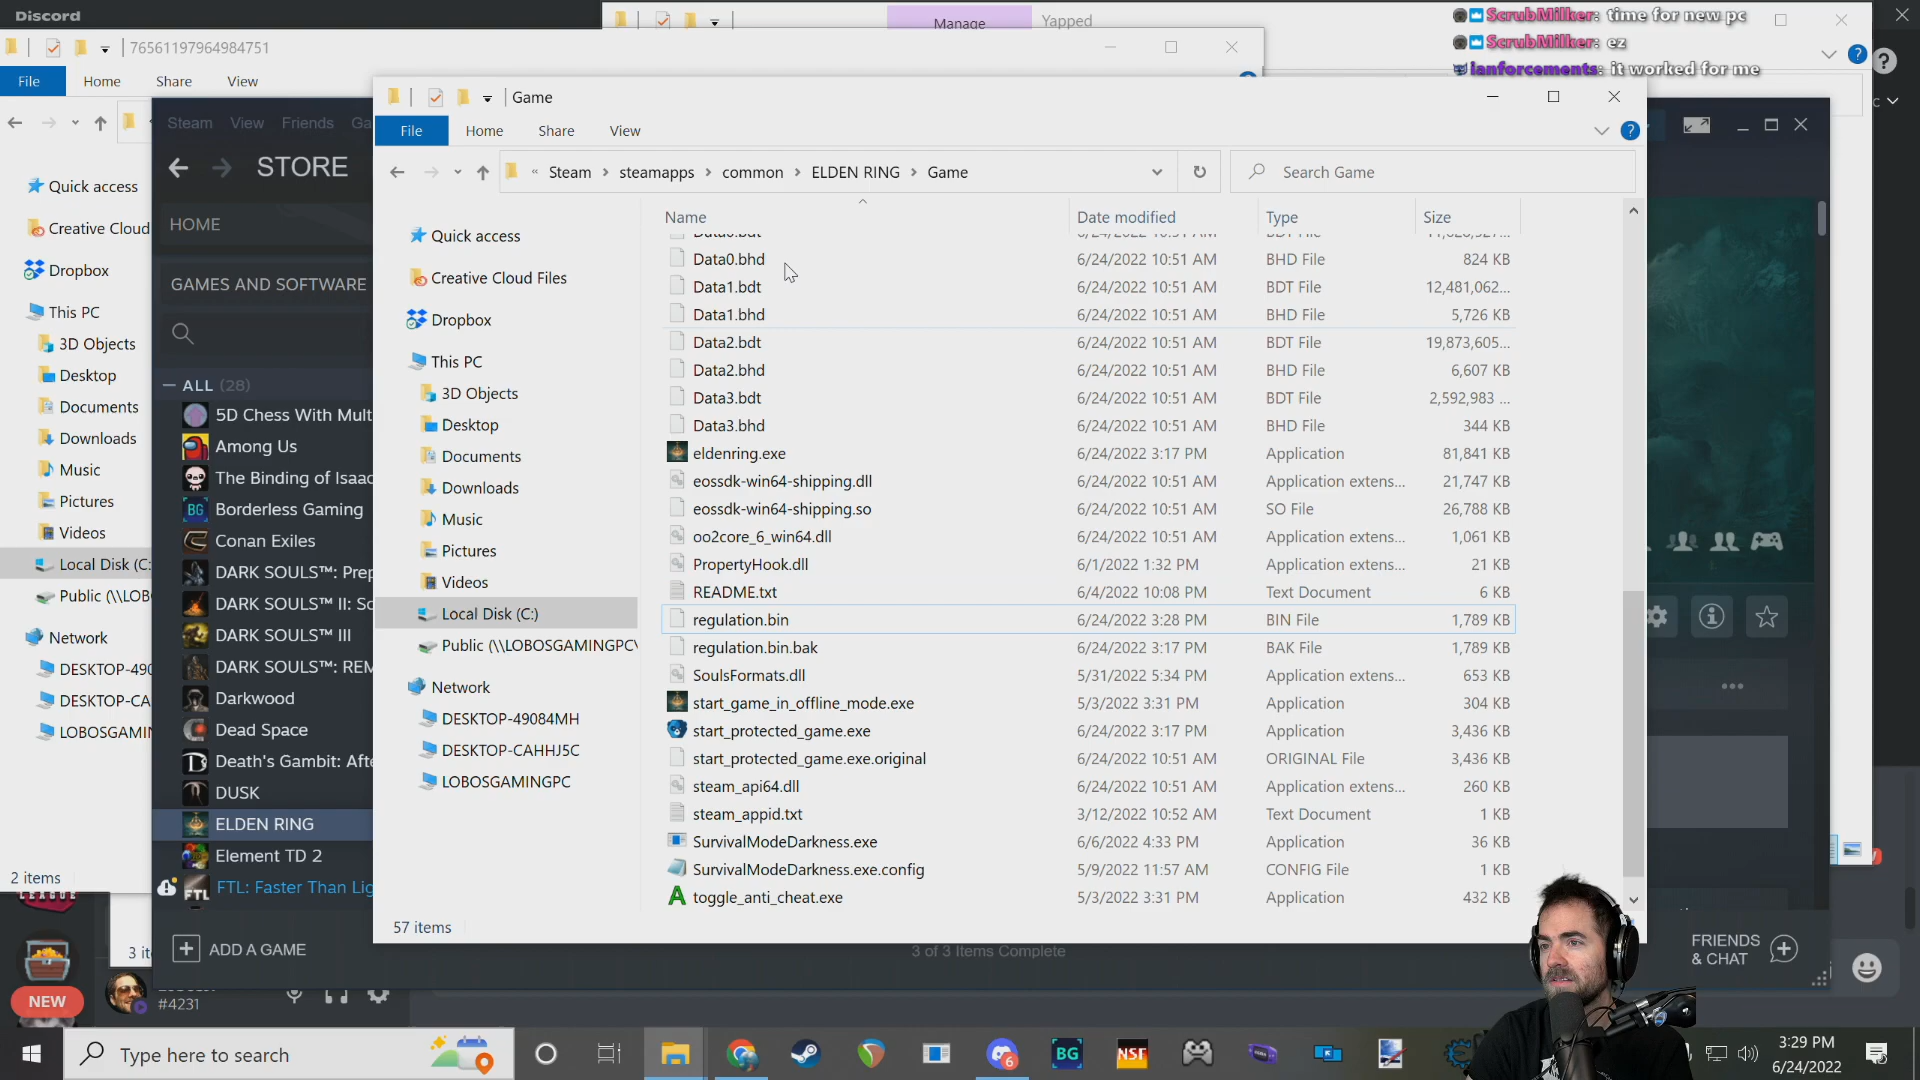 Discord
Manage
Yapped
ScrubMilker: time for new pc
ScrubMilker: ez
ianforcements: it worked for me
76561197964984751
File Home Share View
Quick access
Creative Cloud
Dropbox
This PC
3D Objects
Desktop
Documents
Downloads
Music
Pictures
Videos
Local Disk (C:
Public (\\LOB
Network
DESKTOP-490
DESKTOP-CA
LOBOSGAMIN
2 items
Steam View Friends Ga
STORE
HOME
GAMES AND SOFTWARE
ALL (28)
5D Chess With Mult
Among Us
The Binding of Isaac
Borderless Gaming
Conan Exiles
DARK SOULS™: Prep
DARK SOULS™ II: Sc
DARK SOULS™ III
DARK SOULS™: REM
Darkwood
Dead Space
Death's Gambit: Afte
DUSK
ELDEN RING
Element TD 2
FTL: Faster Than Lig
ADD A GAME
3 of 3 Items Complete
FRIENDS
& CHAT
Game
File Home Share View
« Steam › steamapps › common › ELDEN RING › Game
Search Game
Quick access
Creative Cloud Files
Dropbox
This PC
3D Objects
Desktop
Documents
Downloads
Music
Pictures
Videos
Local Disk (C:)
Public (\\LOBOSGAMINGPC\
Network
DESKTOP-49084MH
DESKTOP-CAHHJ5C
LOBOSGAMINGPC
Name Date modified Type Size
Data0.bhd 6/24/2022 10:51 AM BHD File 824 KB
Data1.bdt 6/24/2022 10:51 AM BDT File 12,481,062...
Data1.bhd 6/24/2022 10:51 AM BHD File 5,726 KB
Data2.bdt 6/24/2022 10:51 AM BDT File 19,873,605...
Data2.bhd 6/24/2022 10:51 AM BHD File 6,607 KB
Data3.bdt 6/24/2022 10:51 AM BDT File 2,592,983 ...
Data3.bhd 6/24/2022 10:51 AM BHD File 344 KB
eldenring.exe 6/24/2022 3:17 PM Application 81,841 KB
eossdk-win64-shipping.dll 6/24/2022 10:51 AM Application extens... 21,747 KB
eossdk-win64-shipping.so 6/24/2022 10:51 AM SO File 26,788 KB
oo2core_6_win64.dll 6/24/2022 10:51 AM Application extens... 1,061 KB
PropertyHook.dll 6/1/2022 1:32 PM Application extens... 21 KB
README.txt 6/4/2022 10:08 PM Text Document 6 KB
regulation.bin 6/24/2022 3:28 PM BIN File 1,789 KB
regulation.bin.bak 6/24/2022 3:17 PM BAK File 1,789 KB
SoulsFormats.dll 5/31/2022 5:34 PM Application extens... 653 KB
start_game_in_offline_mode.exe 5/3/2022 3:31 PM Application 304 KB
start_protected_game.exe 6/24/2022 3:17 PM Application 3,436 KB
start_protected_game.exe.original 6/24/2022 10:51 AM ORIGINAL File 3,436 KB
steam_api64.dll 6/24/2022 10:51 AM Application extens... 260 KB
steam_appid.txt 3/12/2022 10:52 AM Text Document 1 KB
SurvivalModeDarkness.exe 6/6/2022 4:33 PM Application 36 KB
SurvivalModeDarkness.exe.config 5/9/2022 11:57 AM CONFIG File 1 KB
toggle_anti_cheat.exe 5/3/2022 3:31 PM Application 432 KB
57 items
3 it
NEW
#4231
Type here to search
BG
NSF
6
3:29 PM
6/24/2022